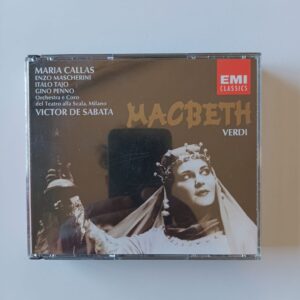 MARIA CALLAS
ENZO MASCHERINI
ITALO TAJO
GINO PENNO
Orchestra e Coro
del Teatro alla Scala, Milano
VICTOR DE SABATA
EMI
CLASSICS
MACBETH
VERDI